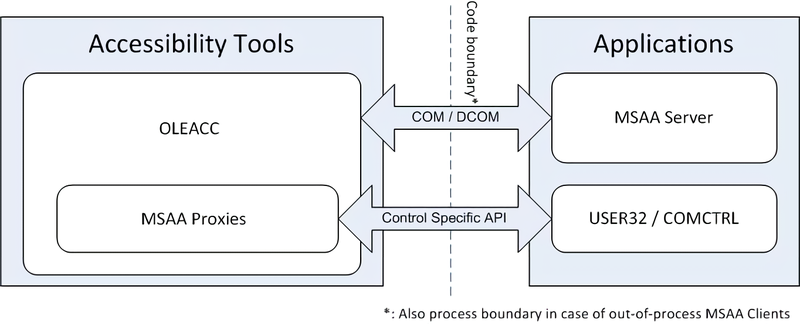 Accessibility Tools
Code boundary*
Applications
OLEACC
COM / DCOM
MSAA Server
MSAA Proxies
Control Specific API
USER32 / COMCTRL
*: Also process boundary in case of out-of-process MSAA Clients